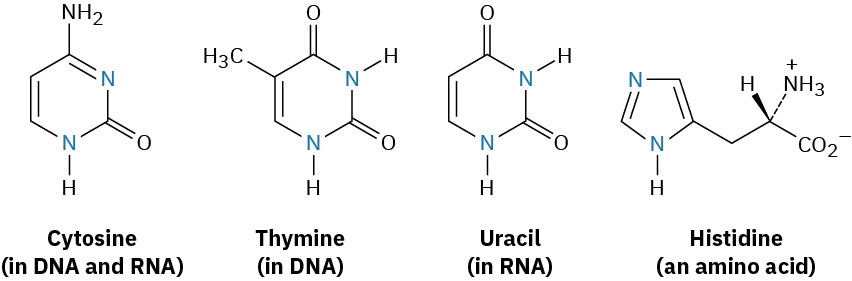 NH₂
N
N
H
O
O
H₃C
N
H
N
H
O
O
N
H
N
H
O
N
N
H
H
+
NH₃
CO₂⁻
Cytosine
(in DNA and RNA)
Thymine
(in DNA)
Uracil
(in RNA)
Histidine
(an amino acid)